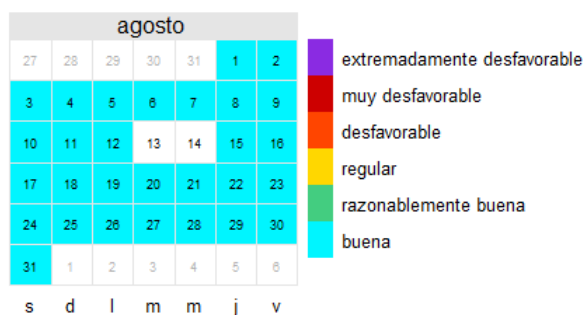 agosto
27 28 29 30 31 1 2
3 4 5 6 7 8 9
10 11 12 13 14 15 16
17 18 19 20 21 22 23
24 25 26 27 28 29 30
31 1 2 3 4 5 6
s d l m m j v
extremadamente desfavorable
muy desfavorable
desfavorable
regular
razonablemente buena
buena